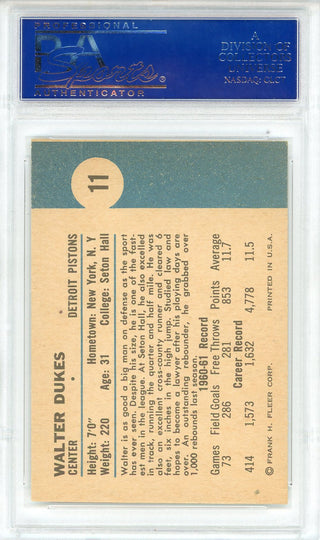 PROFESSIONAL
PSA
Sports
AUTHENTICATOR
A
DIVISION OF
COLLECTORS
UNIVERSE
NASDAQ: CLCT
11
WALTER DUKES
CENTER • DETROIT PISTONS
Height: 7'0" Hometown: New York, N. Y
Weight: 220 Age: 31 College: Seton Hall
Walter is as good a big man on defense as the sport
has ever seen. Despite his size, he is one of the fast-
est men in the league. At Seton Hall, he also excelled
in track, running the quarter and half mile. He was
also an excellent cross-country runner and cleared 6
feet, six inches in the high jump. Studied law and
hopes to become a lawyer after his playing days are
over. An outstanding rebounder, he grabbed over
1,000 rebounds last season.
1960-61 Record
Games Field Goals Free Throws Points Average
73 286 281 853 11.7
Career Record
414 1,573 1,632 4,778 11.5
© FRANK H. FLEER CORP. PRINTED IN U.S.A.